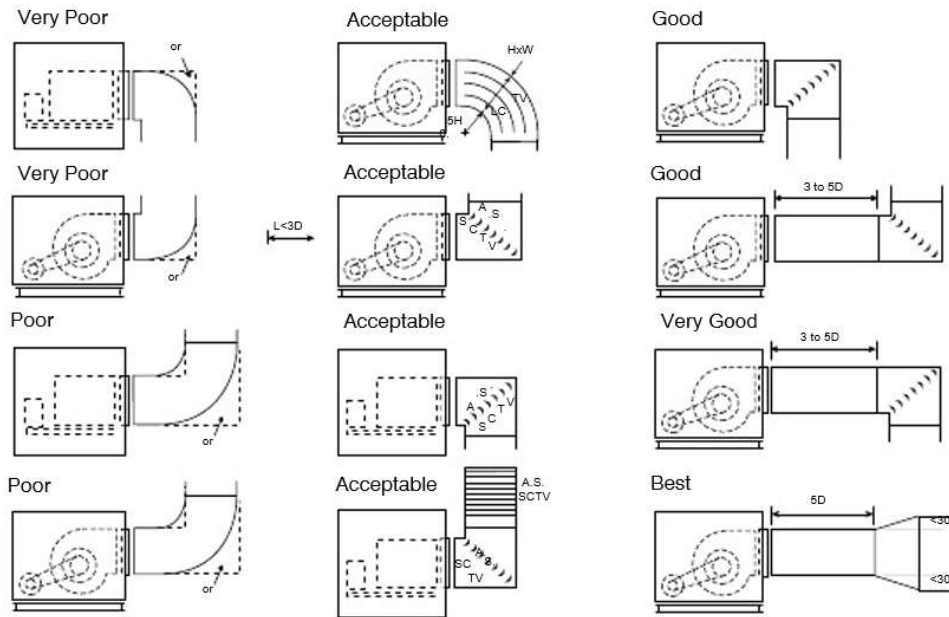 Very Poor
Acceptable
Good
or
HxW
TV
LC
5H
Very Poor
Acceptable
Good
L<3D
A
.S
S
C
T
V
3 to 5D
or
Poor
Acceptable
Very Good
.S
A
V
T
C
S
3 to 5D
or
Poor
Acceptable
Best
A.S.
SCTV
5D
<30
SC
TV
<30
or